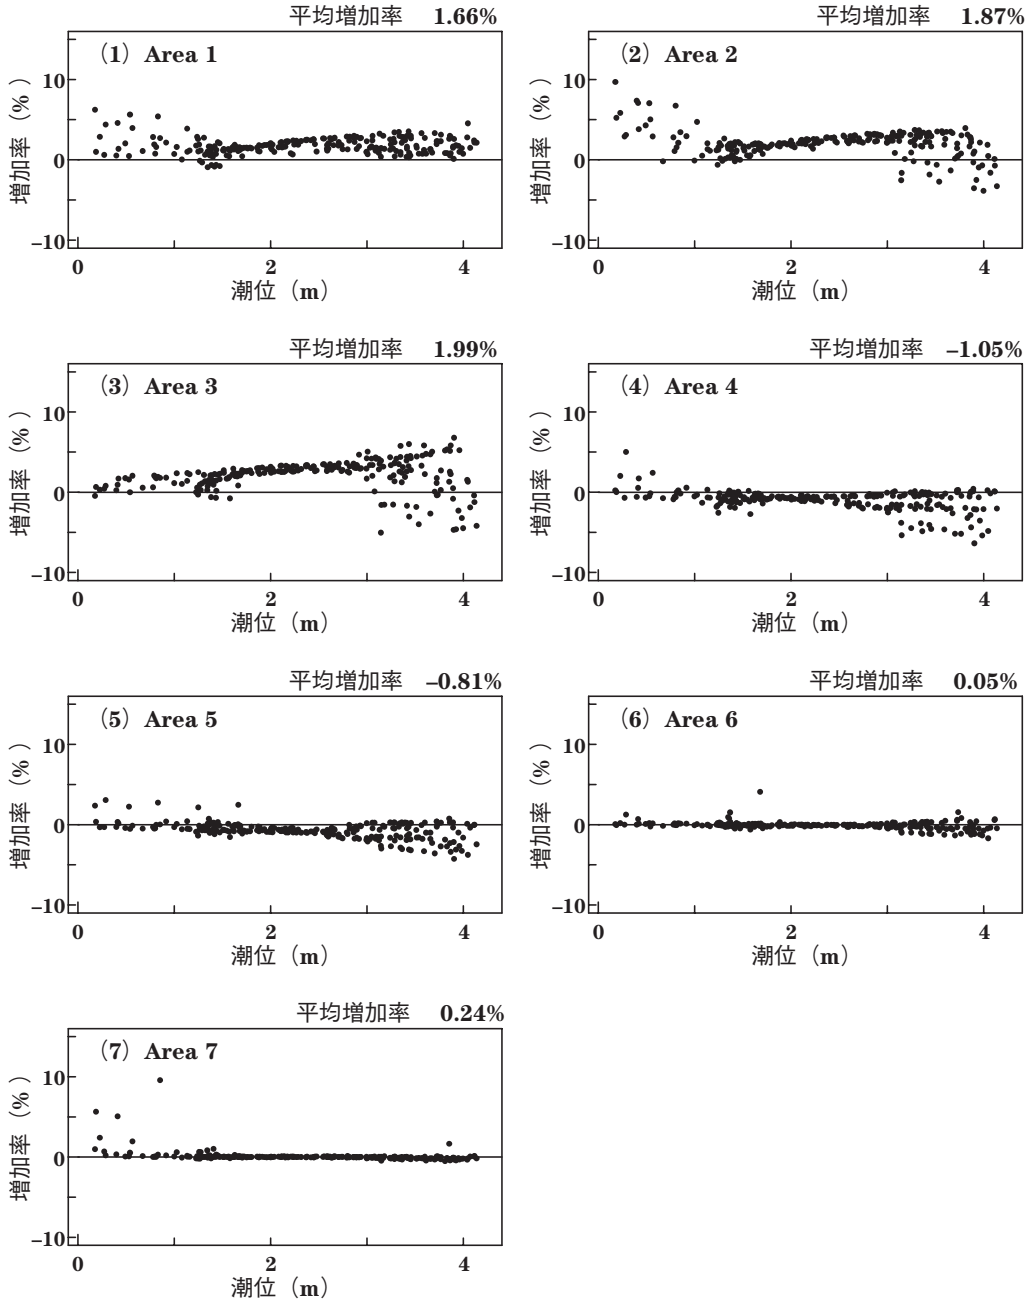 平均増加率 1.66%
（1）Area 1
増加率（%）
10
0
−10
0 2 4
潮位（m）
平均増加率 1.87%
（2）Area 2
増加率（%）
10
0
−10
0 2 4
潮位（m）
平均増加率 1.99%
（3）Area 3
増加率（%）
10
0
−10
0 2 4
潮位（m）
平均増加率 −1.05%
（4）Area 4
増加率（%）
10
0
−10
0 2 4
潮位（m）
平均増加率 −0.81%
（5）Area 5
増加率（%）
10
0
−10
0 2 4
潮位（m）
平均増加率 0.05%
（6）Area 6
増加率（%）
10
0
−10
0 2 4
潮位（m）
平均増加率 0.24%
（7）Area 7
増加率（%）
10
0
−10
0 2 4
潮位（m）